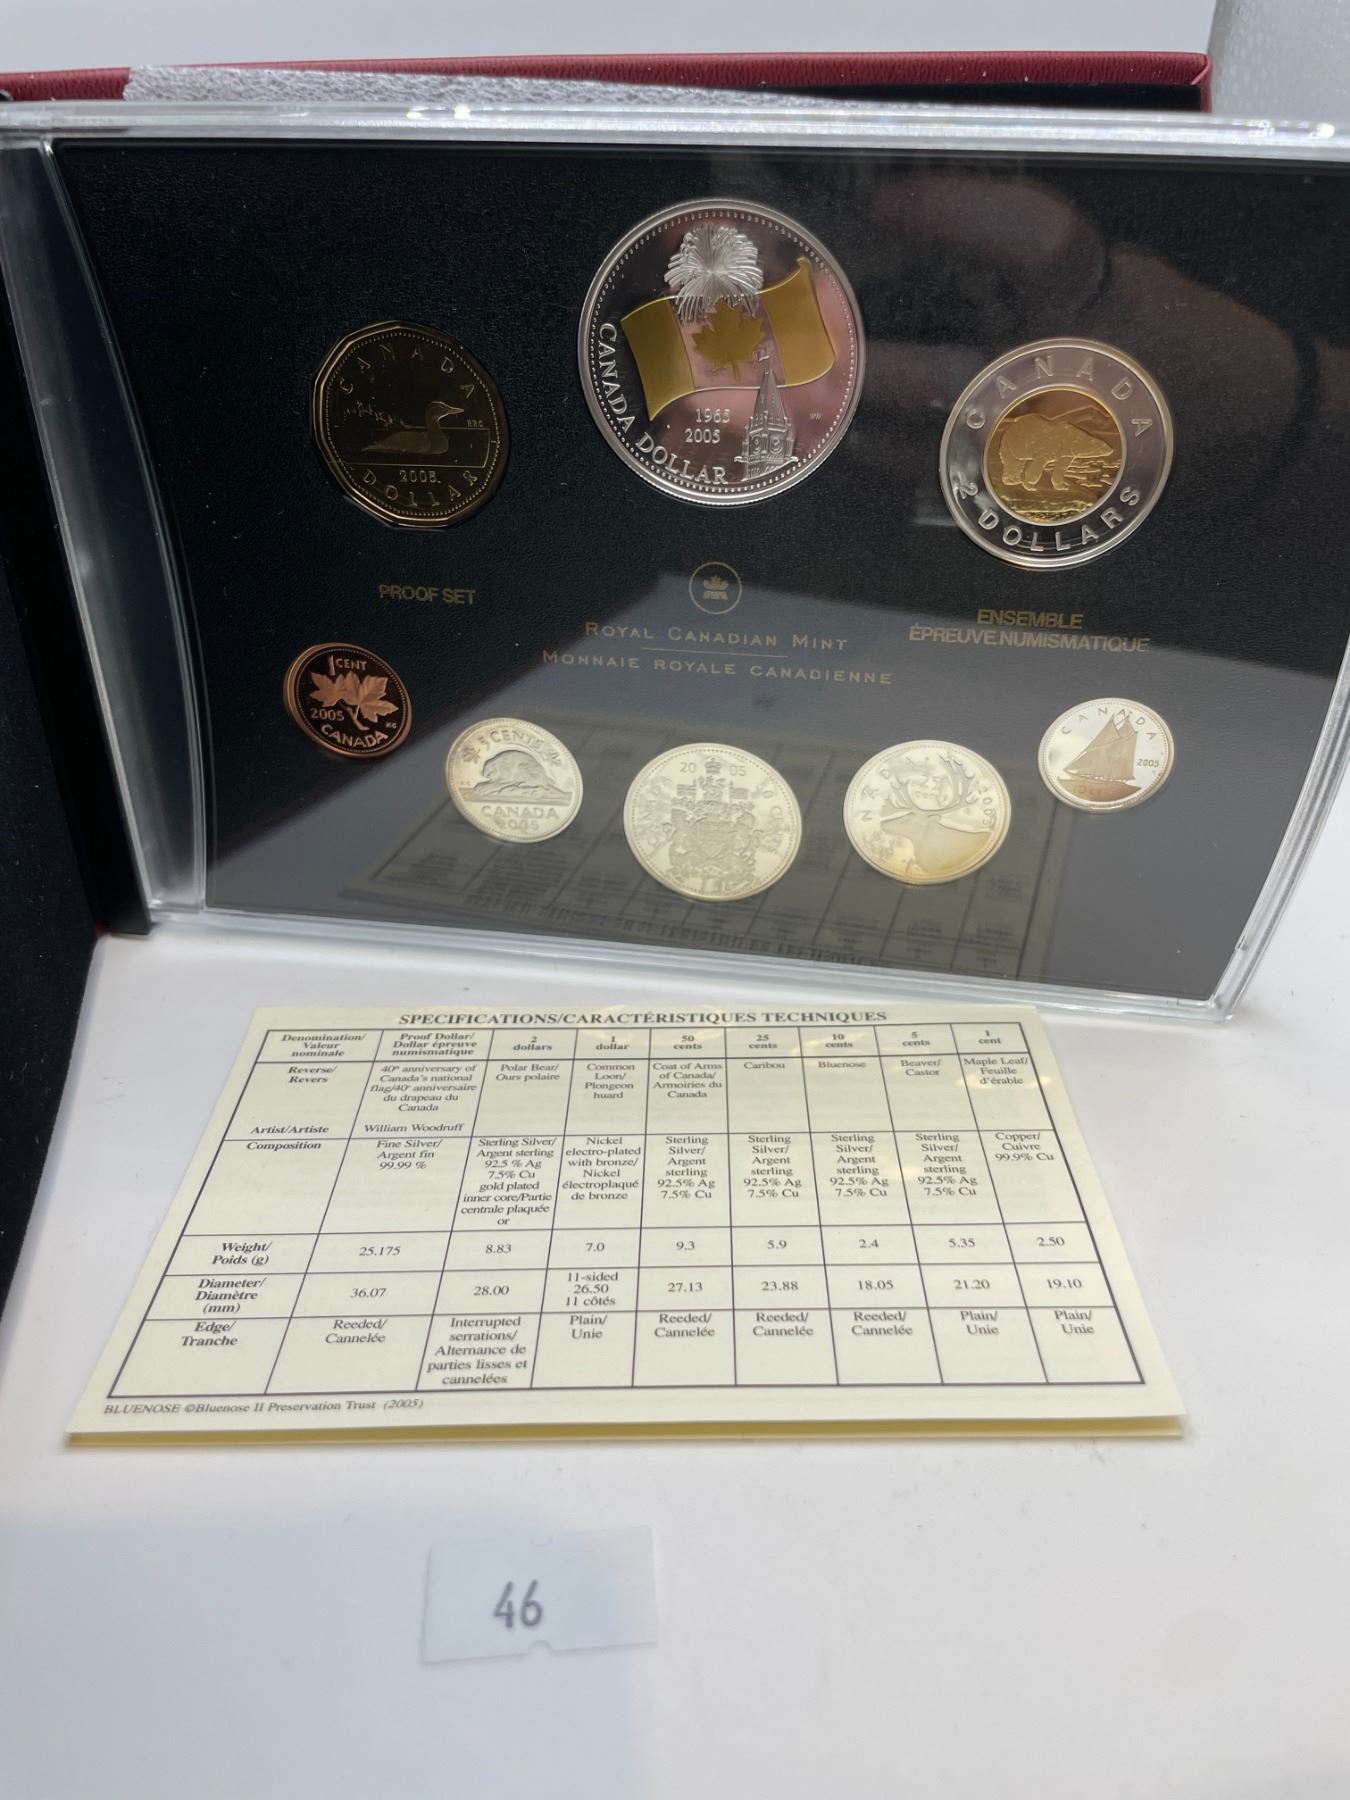 CANADA
RRC
2005
DOLLAR
CANADA DOLLAR
1965
2005
WW
CANADA
2 DOLLARS
PROOF SET
ROYAL CANADIAN MINT
MONNAIE ROYALE CANADIENNE
ENSEMBLE
ÉPREUVE NUMISMATIQUE
1 CENT
2005
KG
CANADA
5 CENTS
CANADA
2005
20 05
CANADA
50 CENTS
CANADA
2005
10 CENTS
SPECIFICATIONS/CARACTÉRISTIQUES TECHNIQUES
Denomination/ Valeur nominale
Proof Dollar/ Dollar épreuve numismatique
2 dollars
1 dollar
50 cents
25 cents
10 cents
5 cents
1 cent
Reverse/ Revers
40e anniversary of Canada's national flag/40e anniversaire du drapeau du Canada
Polar Bear/ Ours polaire
Common Loon/ Plongeon huard
Coat of Arms of Canada/ Armoiries du Canada
Caribou
Bluenose
Beaver/ Castor
Maple Leaf/ Feuille d'érable
Artist/Artiste
William Woodruff
Composition
Fine Silver/ Argent fin 99.99 %
Sterling Silver/ Argent sterling 92.5 % Ag 7.5% Cu gold plated inner core/Partie centrale plaquée or
Nickel electro-plated with bronze/ Nickel électroplaqué de bronze
Sterling Silver/ Argent sterling 92.5% Ag 7.5% Cu
Sterling Silver/ Argent sterling 92.5% Ag 7.5% Cu
Sterling Silver/ Argent sterling 92.5% Ag 7.5% Cu
Sterling Silver/ Argent sterling 92.5% Ag 7.5% Cu
Copper/ Cuivre 99.9% Cu
Weight/ Poids (g)
25.175
8.83
7.0
9.3
5.9
2.4
5.35
2.50
Diameter/ Diamètre (mm)
36.07
28.00
11-sided 26.50 11 côtés
27.13
23.88
18.05
21.20
19.10
Edge/ Tranche
Reeded/ Cannelée
Interrupted serrations/ Alternance de parties lisses et cannelées
Plain/ Unie
Reeded/ Cannelée
Reeded/ Cannelée
Reeded/ Cannelée
Plain/ Unie
Plain/ Unie
BLUENOSE ©Bluenose II Preservation Trust (2005)
46